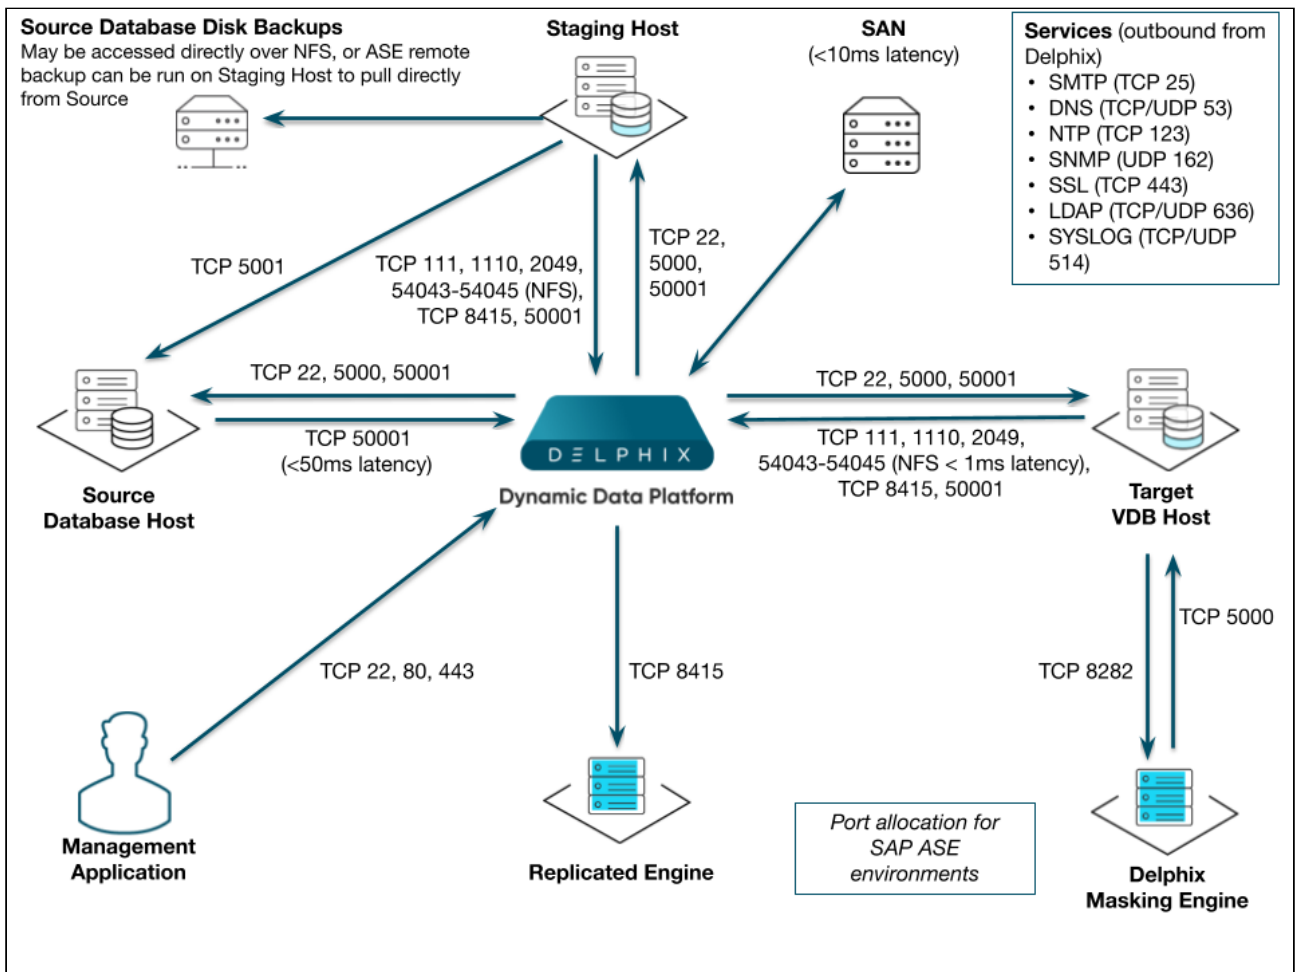 Source Database Disk Backups
May be accessed directly over NFS, or ASE remote
backup can be run on Staging Host to pull directly
from Source
Staging Host
SAN
(<10ms latency)
Services (outbound from
Delphix)
• SMTP (TCP 25)
• DNS (TCP/UDP 53)
• NTP (TCP 123)
• SNMP (UDP 162)
• SSL (TCP 443)
• LDAP (TCP/UDP 636)
• SYSLOG (TCP/UDP
514)
TCP 5001
TCP 111, 1110, 2049,
54043-54045 (NFS),
TCP 8415, 50001
TCP 22,
5000,
50001
TCP 22, 5000, 50001
TCP 50001
(<50ms latency)
TCP 22, 5000, 50001
TCP 111, 1110, 2049,
54043-54045 (NFS < 1ms latency),
TCP 8415, 50001
DELPHIX
Dynamic Data Platform
Source
Database Host
Target
VDB Host
TCP 22, 80, 443
TCP 8415
TCP 8282
TCP 5000
Management
Application
Replicated Engine
Port allocation for
SAP ASE
environments
Delphix
Masking Engine